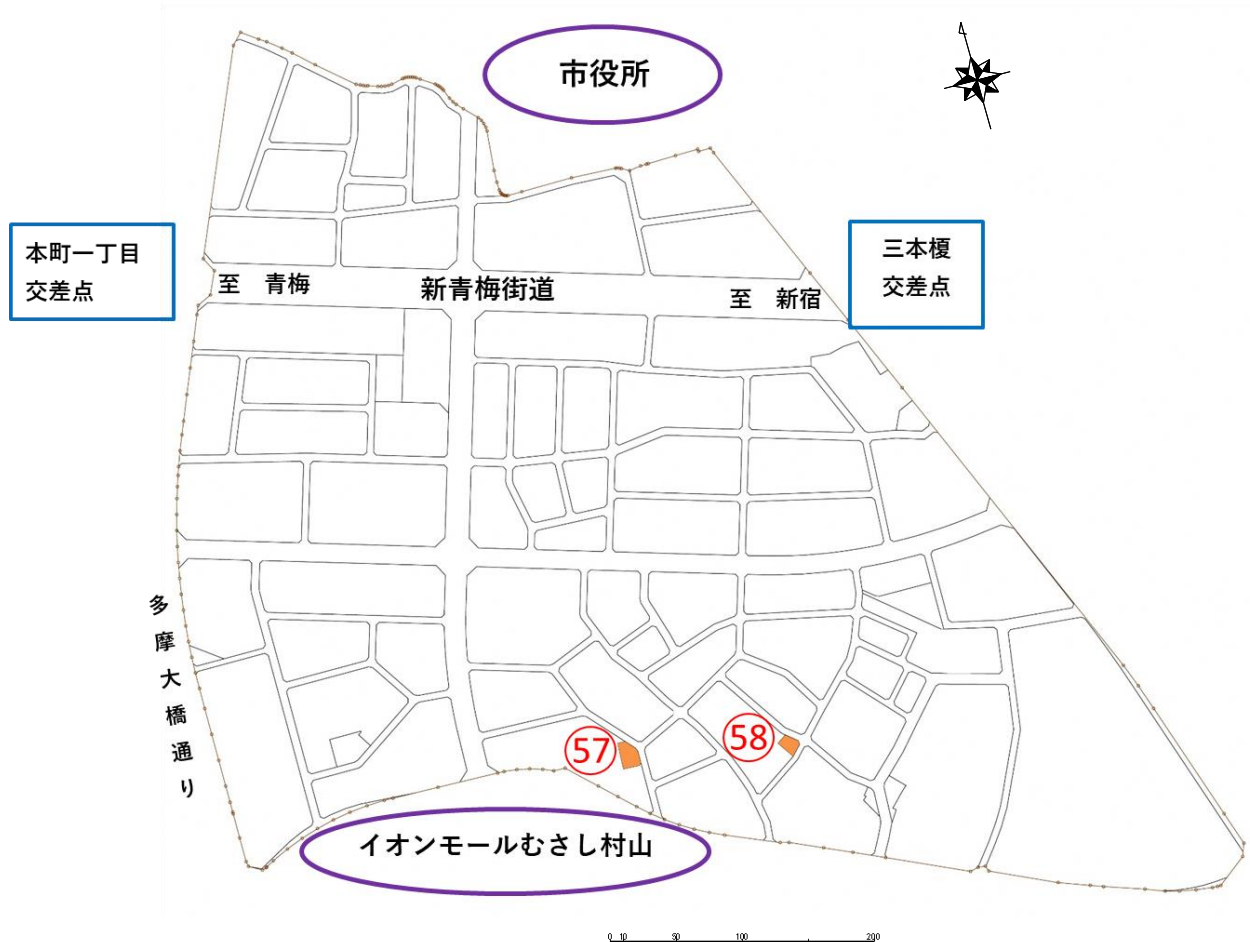 市役所
本町一丁目
交差点
三本榎
交差点
至 青梅
新青梅街道
至 新宿
多摩大橋通り
57
58
イオンモールむさし村山
0 10 50 100 200